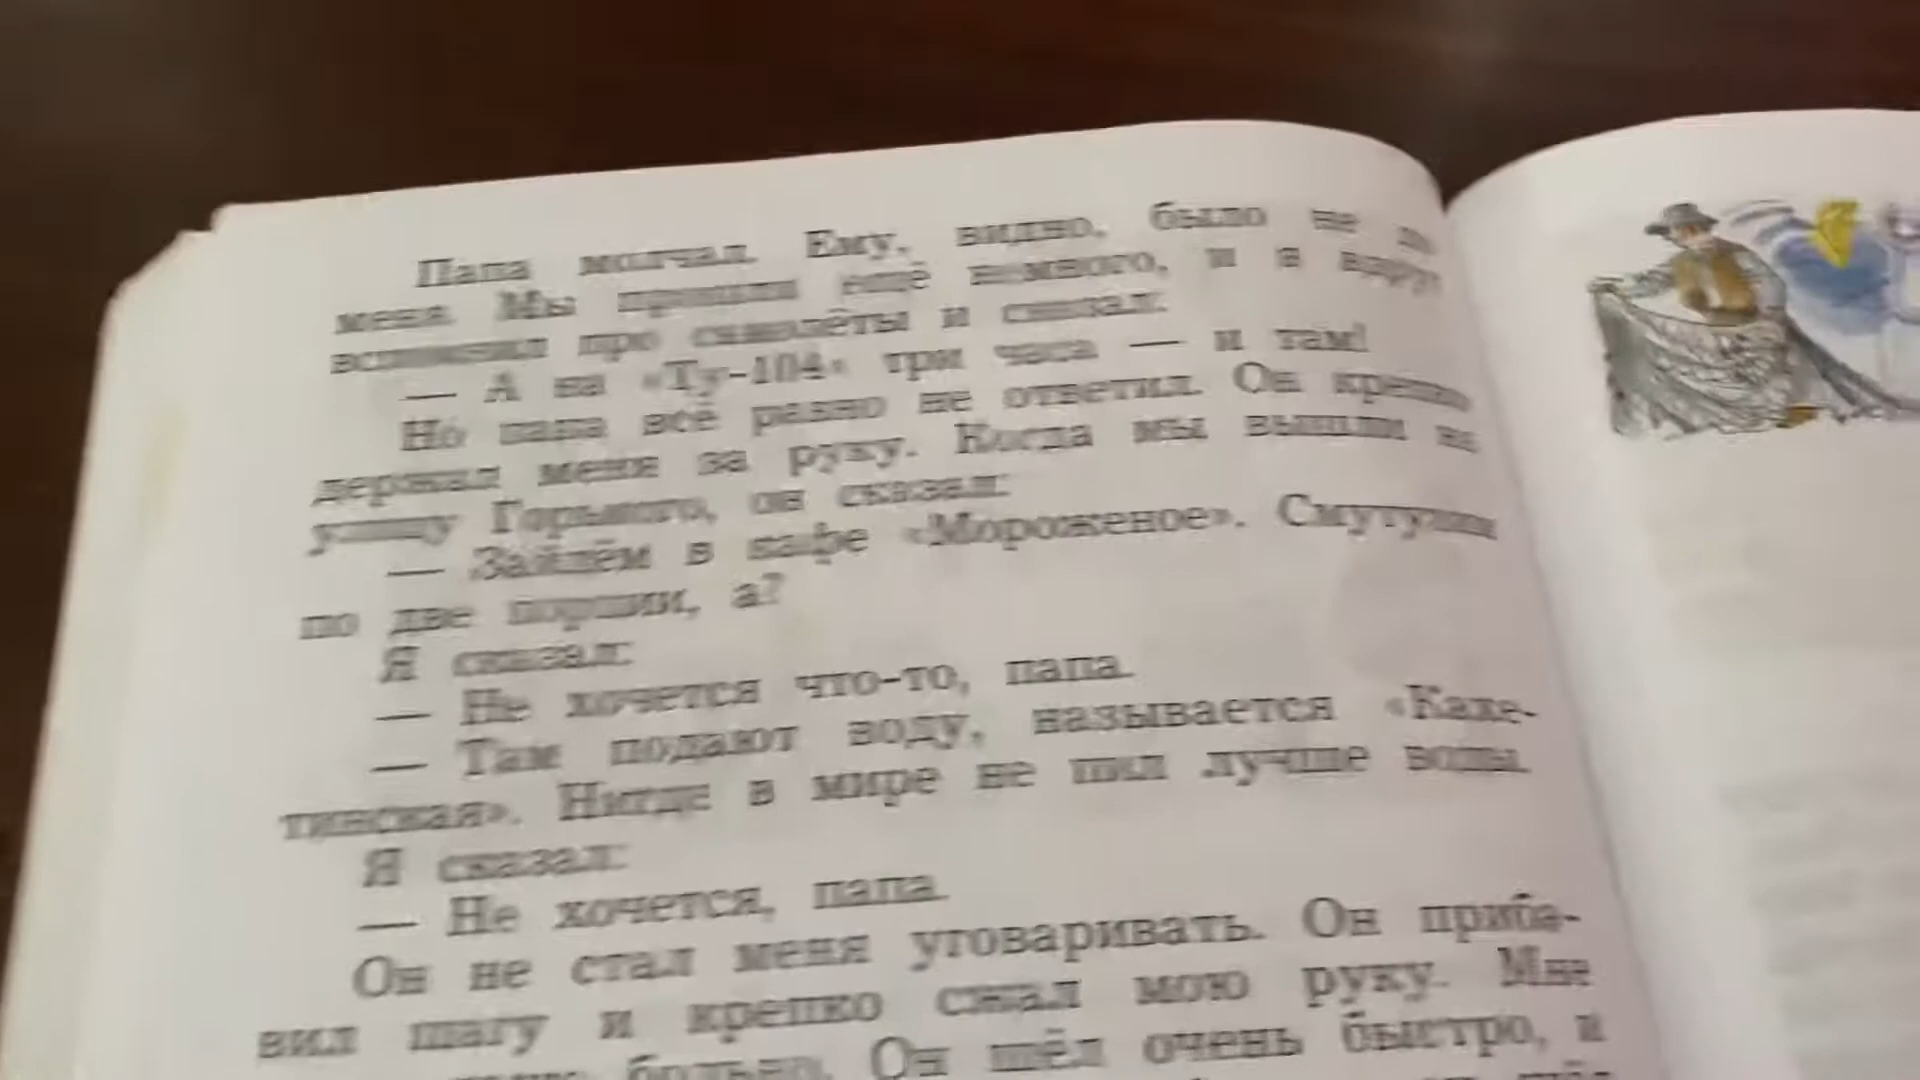 Папа молчал. Ему, видно, было не до
меня. Мы прошли ещё немного, и я вдруг
вспомнил про самолёты и сказал:
— А на «Ту-104» три часа — и там!
Но папа всё равно не ответил. Он крепко
держал меня за руку. Когда мы вышли на
улицу Горького, он сказал:
— Зайдём в кафе «Мороженое». Смутузим
по две порции, а?
Я сказал:
— Не хочется что-то, папа.
— Там подают воду, называется «Кахе-
тинская». Нигде в мире не пил лучше воды.
Я сказал:
— Не хочется, папа.
Он не стал меня уговаривать. Он приба-
вил шагу и крепко сжал мою руку. Мне
больно. Он шёл очень быстро, и